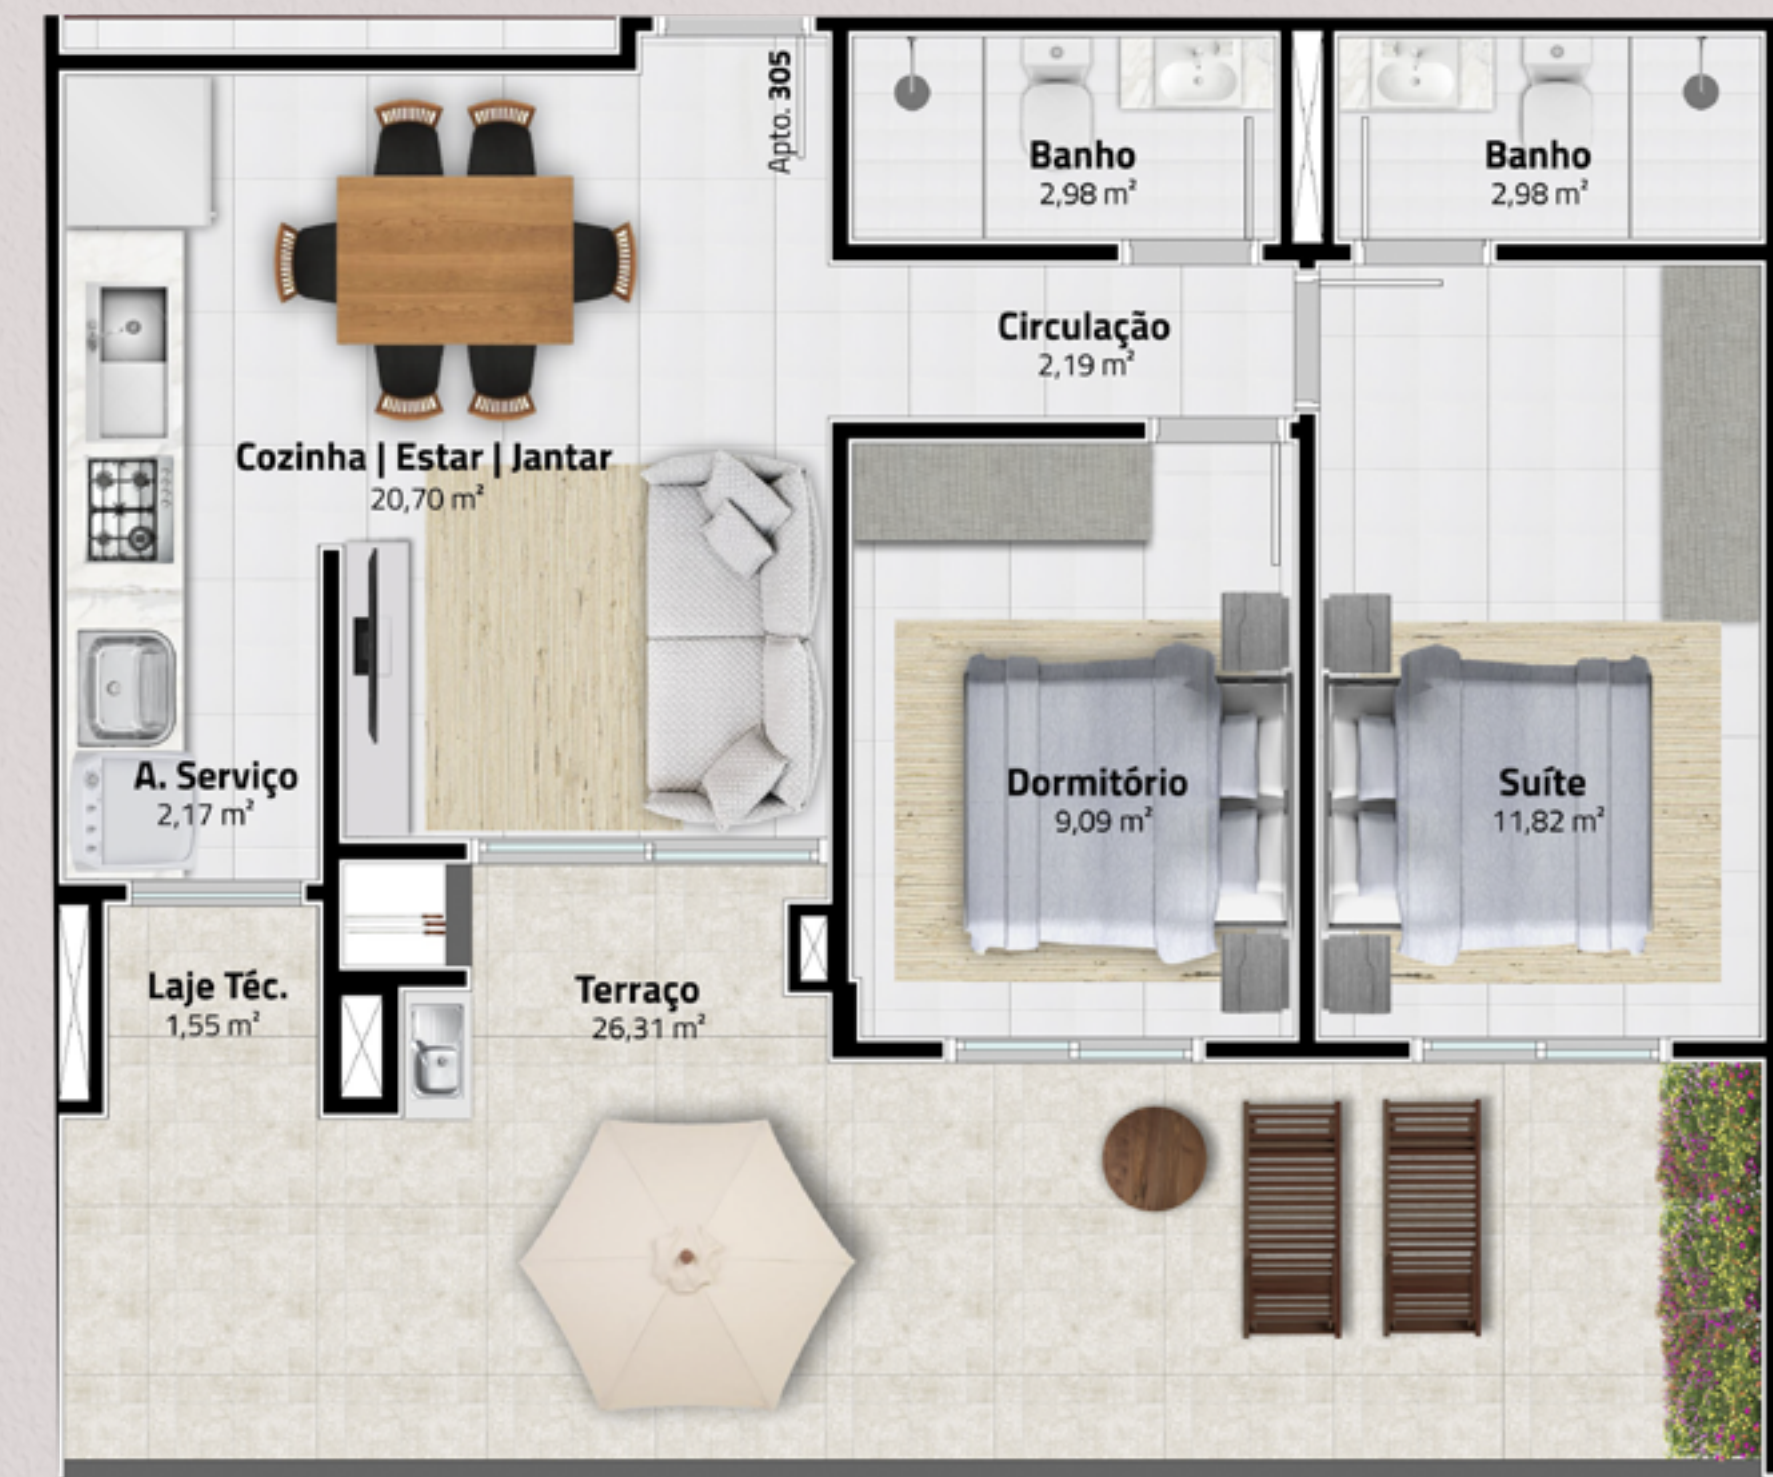 Apto. 305
Banho
2,98 m²
Banho
2,98 m²
Circulação
2,19 m²
Cozinha | Estar | Jantar
20,70 m²
A. Serviço
2,17 m²
Dormitório
9,09 m²
Suíte
11,82 m²
Laje Téc.
1,55 m²
Terraço
26,31 m²